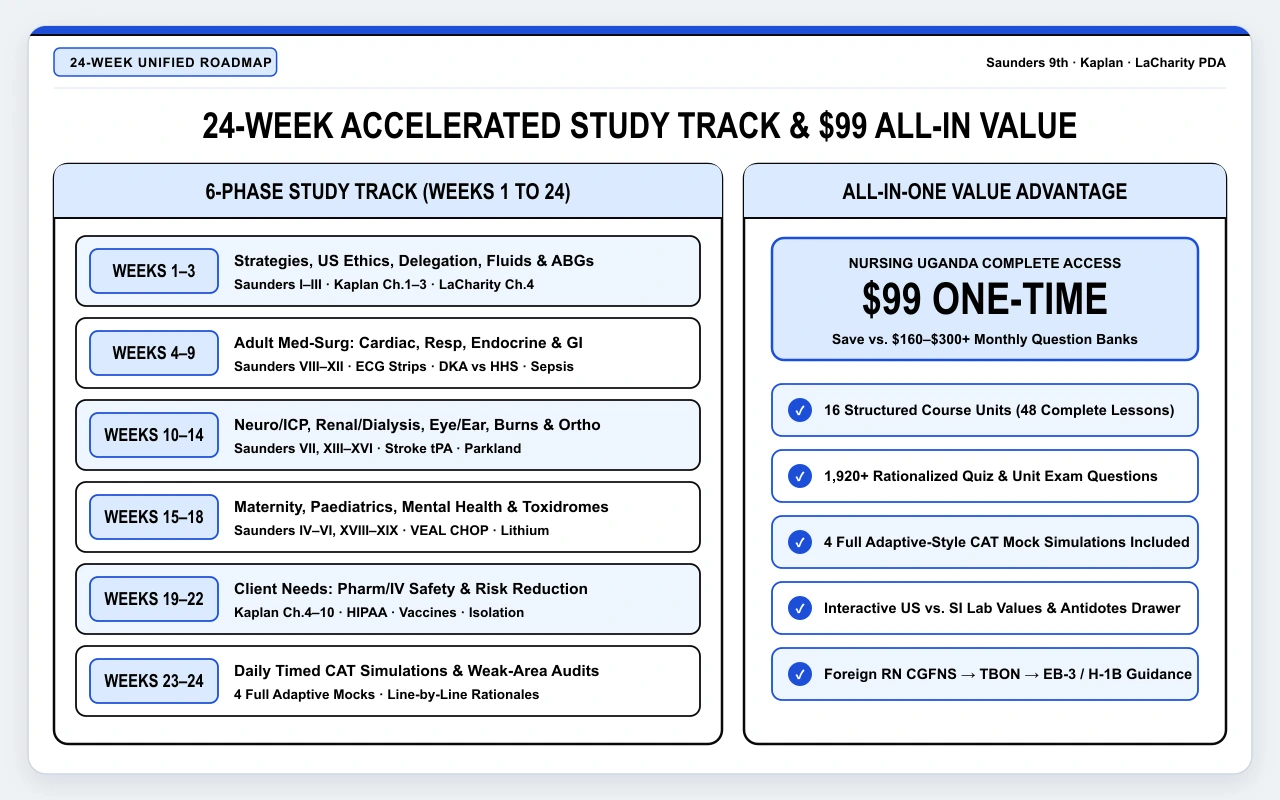 24-WEEK UNIFIED ROADMAP
Saunders 9th · Kaplan · LaCharity PDA
24-WEEK ACCELERATED STUDY TRACK & $99 ALL-IN VALUE
6-PHASE STUDY TRACK (WEEKS 1 TO 24)
WEEKS 1–3
Strategies, US Ethics, Delegation, Fluids & ABGs
Saunders I–III · Kaplan Ch.1–3 · LaCharity Ch.4
WEEKS 4–9
Adult Med-Surg: Cardiac, Resp, Endocrine & GI
Saunders VIII–XII · ECG Strips · DKA vs HHS · Sepsis
WEEKS 10–14
Neuro/ICP, Renal/Dialysis, Eye/Ear, Burns & Ortho
Saunders VII, XIII–XVI · Stroke tPA · Parkland
WEEKS 15–18
Maternity, Paediatrics, Mental Health & Toxidromes
Saunders IV–VI, XVIII–XIX · VEAL CHOP · Lithium
WEEKS 19–22
Client Needs: Pharm/IV Safety & Risk Reduction
Kaplan Ch.4–10 · HIPAA · Vaccines · Isolation
WEEKS 23–24
Daily Timed CAT Simulations & Weak-Area Audits
4 Full Adaptive Mocks · Line-by-Line Rationales
ALL-IN-ONE VALUE ADVANTAGE
NURSING UGANDA COMPLETE ACCESS
$99 ONE-TIME
Save vs. $160–$300+ Monthly Question Banks
✓ 16 Structured Course Units (48 Complete Lessons)
✓ 1,920+ Rationalized Quiz & Unit Exam Questions
✓ 4 Full Adaptive-Style CAT Mock Simulations Included
✓ Interactive US vs. SI Lab Values & Antidotes Drawer
✓ Foreign RN CGFNS → TBON → EB-3 / H-1B Guidance